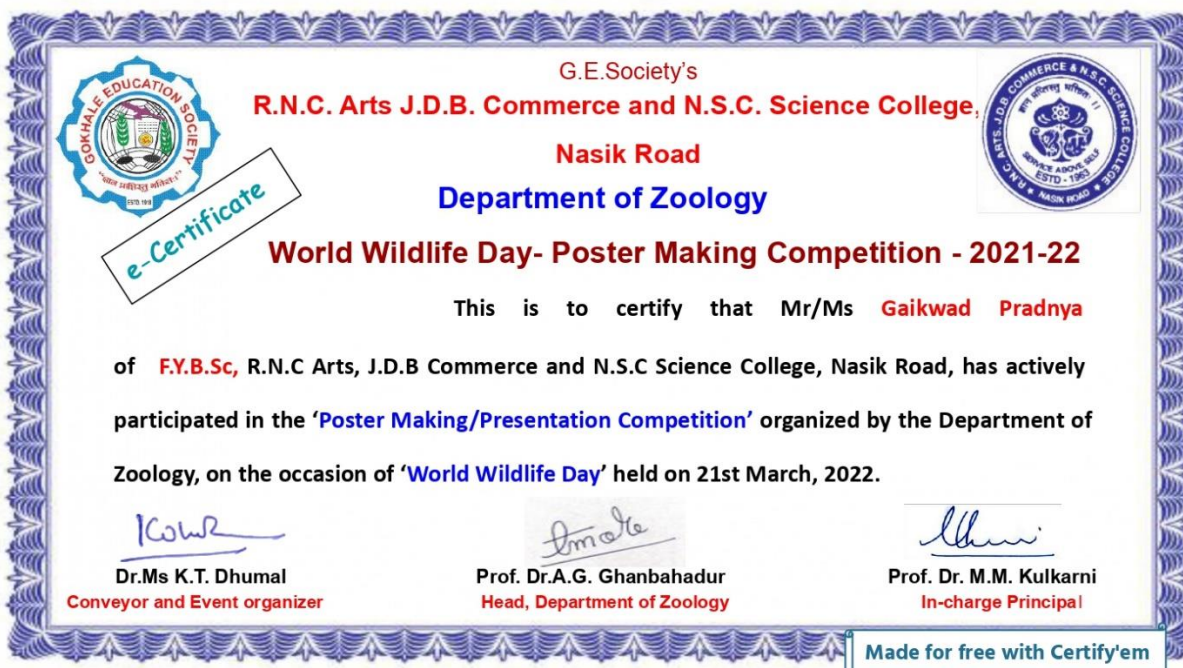 G.E.Society's
R.N.C. Arts J.D.B. Commerce and N.S.C. Science College,
Nasik Road
Department of Zoology
World Wildlife Day- Poster Making Competition - 2021-22
GOKHALE EDUCATION SOCIETY
ESTD. 1918
e-Certificate
R.N.C. ARTS. J.D.B. COMMERCE & N.S.C. SCIENCE COLLEGE
SERVICE ABOVE SELF
ESTD - 1963
NASIK ROAD
This is to certify that Mr/Ms Gaikwad Pradnya
of F.Y.B.Sc, R.N.C Arts, J.D.B Commerce and N.S.C Science College, Nasik Road, has actively
participated in the ‘Poster Making/Presentation Competition’ organized by the Department of
Zoology, on the occasion of ‘World Wildlife Day’ held on 21st March, 2022.
Dr.Ms K.T. Dhumal
Conveyor and Event organizer
Prof. Dr.A.G. Ghanbahadur
Head, Department of Zoology
Prof. Dr. M.M. Kulkarni
In-charge Principal
Made for free with Certify'em